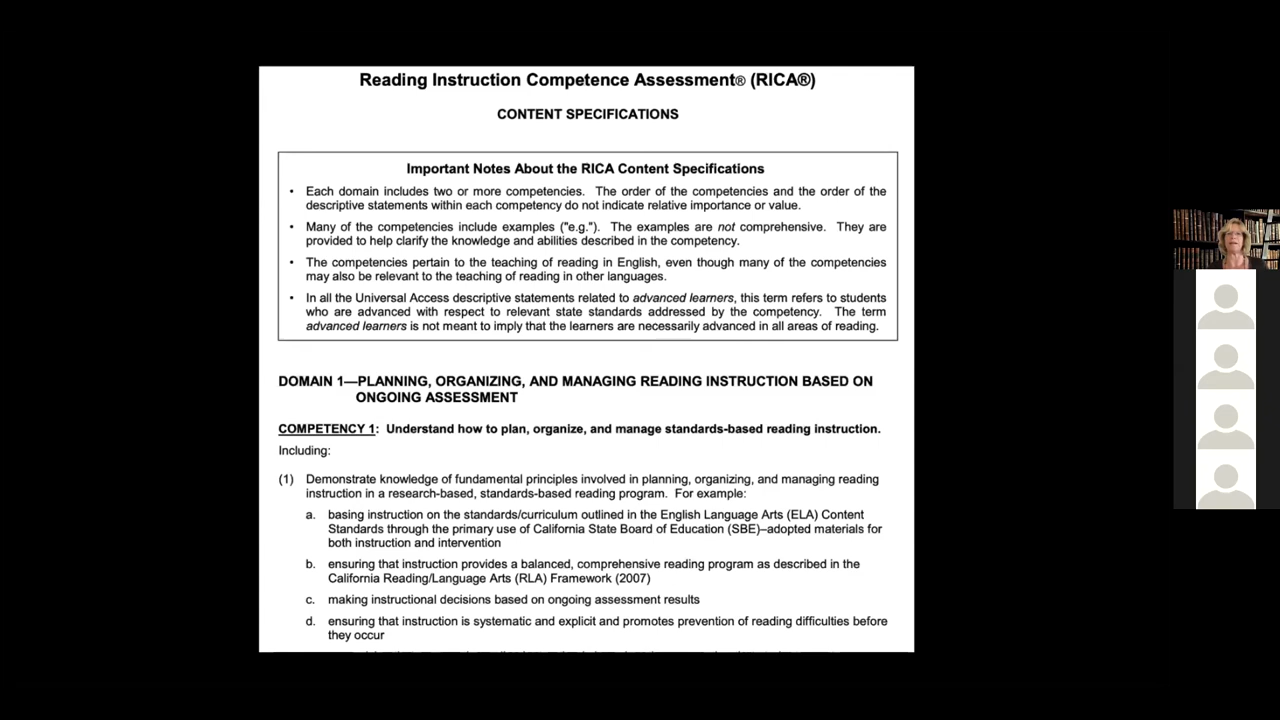 Reading Instruction Competence Assessment® (RICA®)
CONTENT SPECIFICATIONS
Important Notes About the RICA Content Specifications
• Each domain includes two or more competencies. The order of the competencies and the order of the
descriptive statements within each competency do not indicate relative importance or value.
• Many of the competencies include examples ("e.g."). The examples are not comprehensive. They are
provided to help clarify the knowledge and abilities described in the competency.
• The competencies pertain to the teaching of reading in English, even though many of the competencies
may also be relevant to the teaching of reading in other languages.
• In all the Universal Access descriptive statements related to advanced learners, this term refers to students
who are advanced with respect to relevant state standards addressed by the competency. The term
advanced learners is not meant to imply that the learners are necessarily advanced in all areas of reading.
DOMAIN 1—PLANNING, ORGANIZING, AND MANAGING READING INSTRUCTION BASED ON
ONGOING ASSESSMENT
COMPETENCY 1: Understand how to plan, organize, and manage standards-based reading instruction.
Including:
(1) Demonstrate knowledge of fundamental principles involved in planning, organizing, and managing reading
instruction in a research-based, standards-based reading program. For example:
a. basing instruction on the standards/curriculum outlined in the English Language Arts (ELA) Content
Standards through the primary use of California State Board of Education (SBE)–adopted materials for
both instruction and intervention
b. ensuring that instruction provides a balanced, comprehensive reading program as described in the
California Reading/Language Arts (RLA) Framework (2007)
c. making instructional decisions based on ongoing assessment results
d. ensuring that instruction is systematic and explicit and promotes prevention of reading difficulties before
they occur